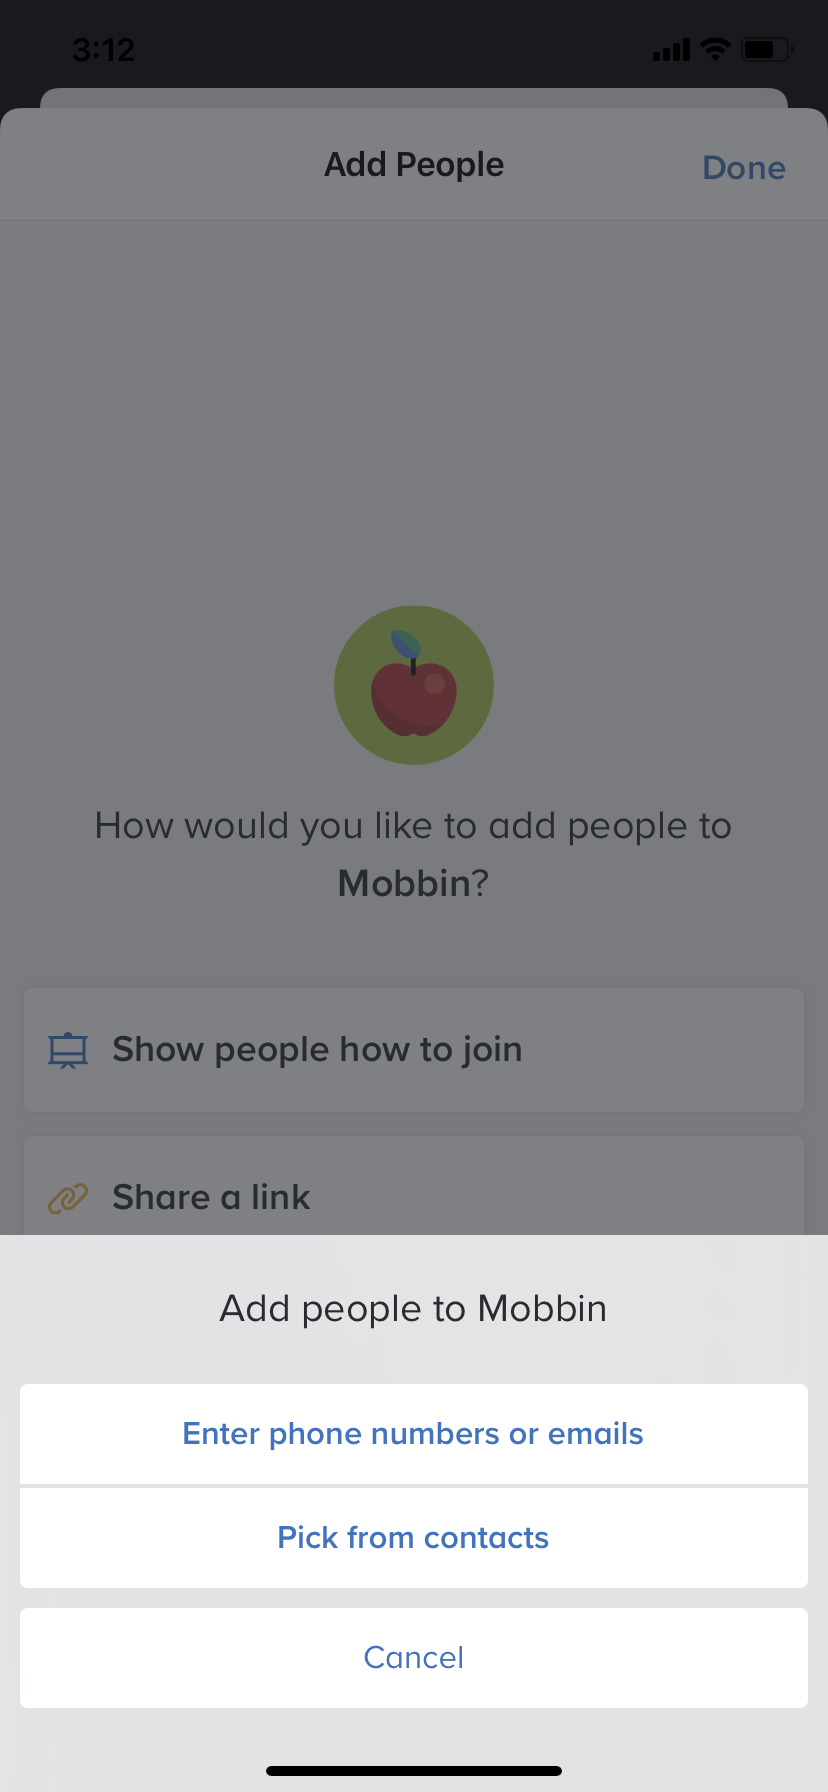 3:12
Add People
Done
How would you like to add people to
Mobbin?
Show people how to join
Share a link
Add people to Mobbin
Enter phone numbers or emails
Pick from contacts
Cancel